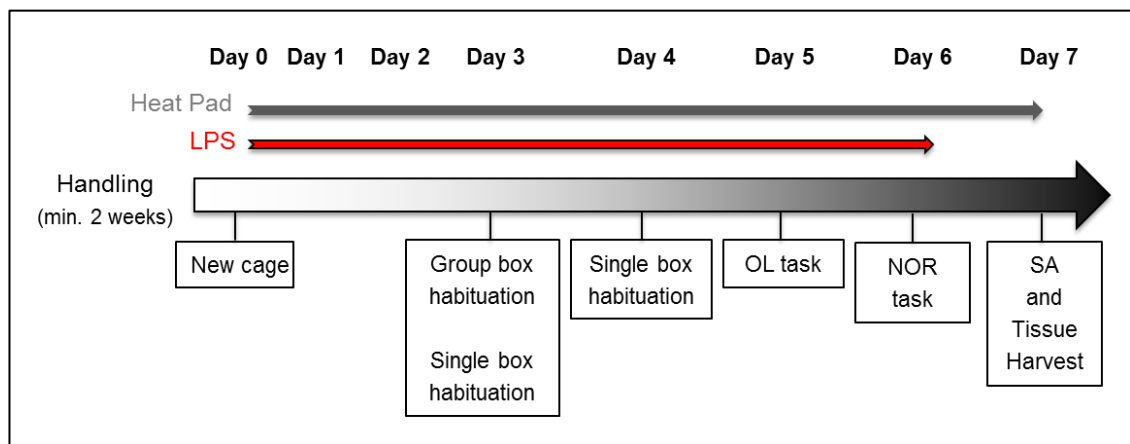 Day 0 Day 1 Day 2 Day 3 Day 4 Day 5 Day 6 Day 7
Heat Pad
LPS
Handling
(min. 2 weeks)
New cage
Group box
habituation
Single box
habituation
Single box
habituation
OL task
NOR
task
SA
and
Tissue
Harvest